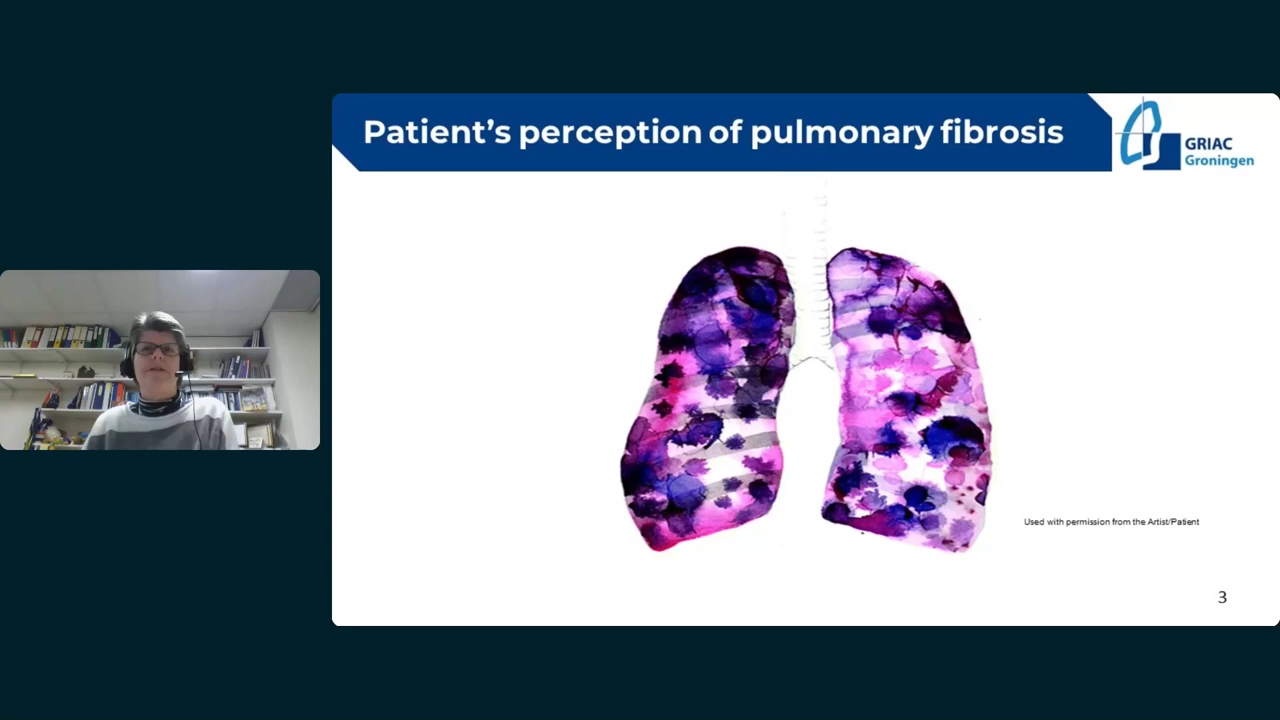 Patient's perception of pulmonary fibrosis
GRIAC
Groningen
Used with permission from the Artist/Patient
3